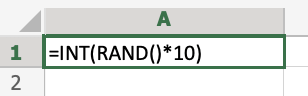 A
1 =INT(RAND()*10)
2